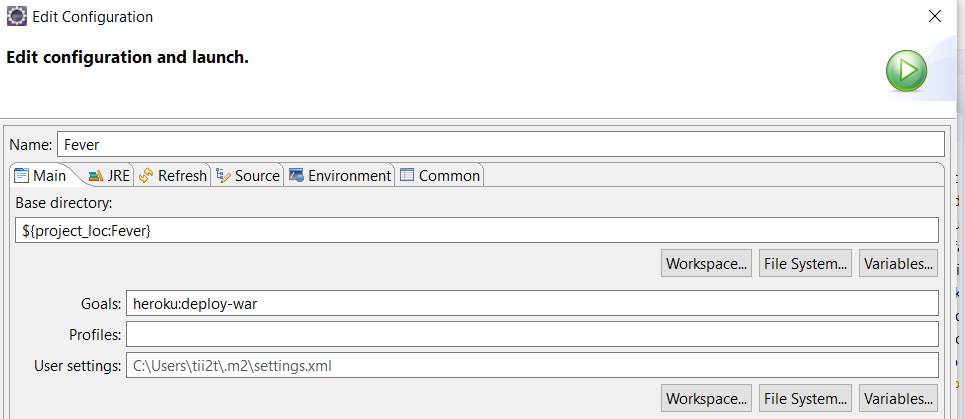 Edit Configuration
Edit configuration and launch.
Name: Fever
Main JRE Refresh Source Environment Common
Base directory:
${project_loc:Fever}
Workspace... File System... Variables...
Goals: heroku:deploy-war
Profiles:
User settings: C:\Users\tii2t\.m2\settings.xml
Workspace... File System... Variables...